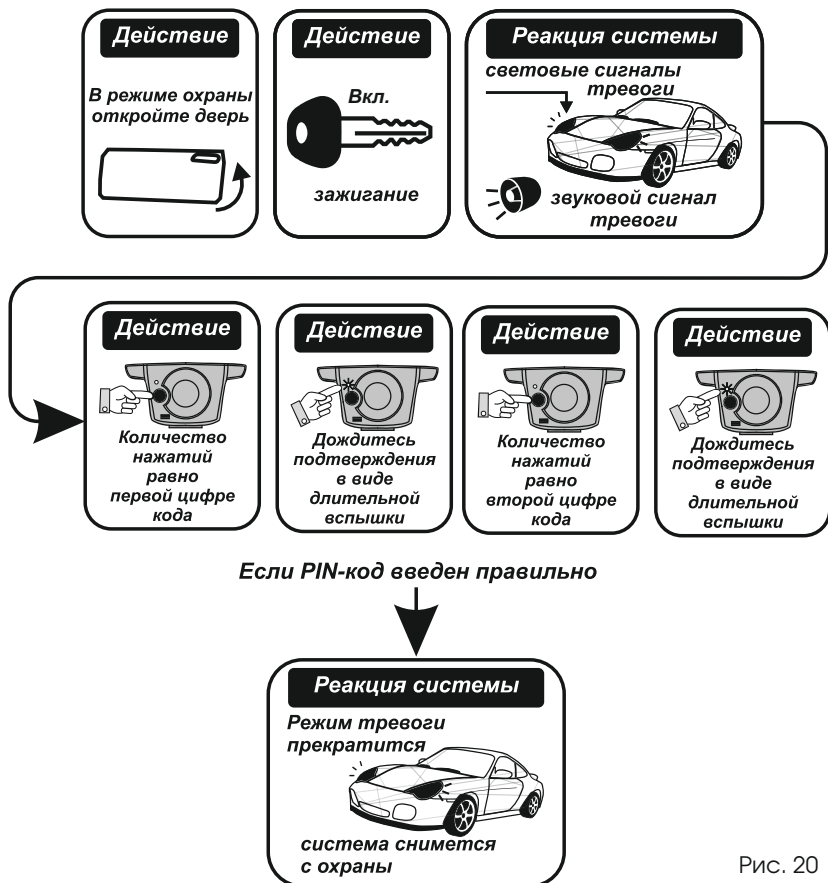 Действие
В режиме охраны
откройте дверь
Действие
Вкл.
зажигание
Реакция системы
световые сигналы
тревоги
звуковой сигнал
тревоги
Действие
Количество
нажатий
равно
первой цифре
кода
Действие
Дождитесь
подтверждения
в виде
длительной
вспышки
Действие
Количество
нажатий
равно
второй цифре
кода
Действие
Дождитесь
подтверждения
в виде
длительной
вспышки
Если PIN-код введен правильно
Реакция системы
Режим тревоги
прекратится
система снимется
с охраны
Рис. 20